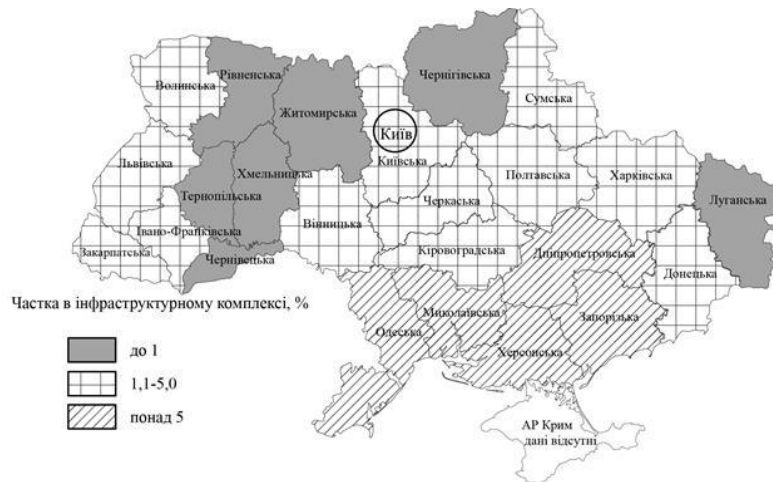 Волинська
Рівненська
Житомирська
Чернігівська
Сумська
Київ
Київська
Львівська
Тернопільська
Хмельницька
Вінницька
Черкаська
Полтавська
Харківська
Луганська
Закарпатська
Івано-Франківська
Чернівецька
Кіровоградська
Дніпропетровська
Донецька
Одеська
Миколаївська
Херсонська
Запорізька
АР Крим
дані відсутні
Частка в інфраструктурному комплексі, %
до 1
1,1-5,0
понад 5